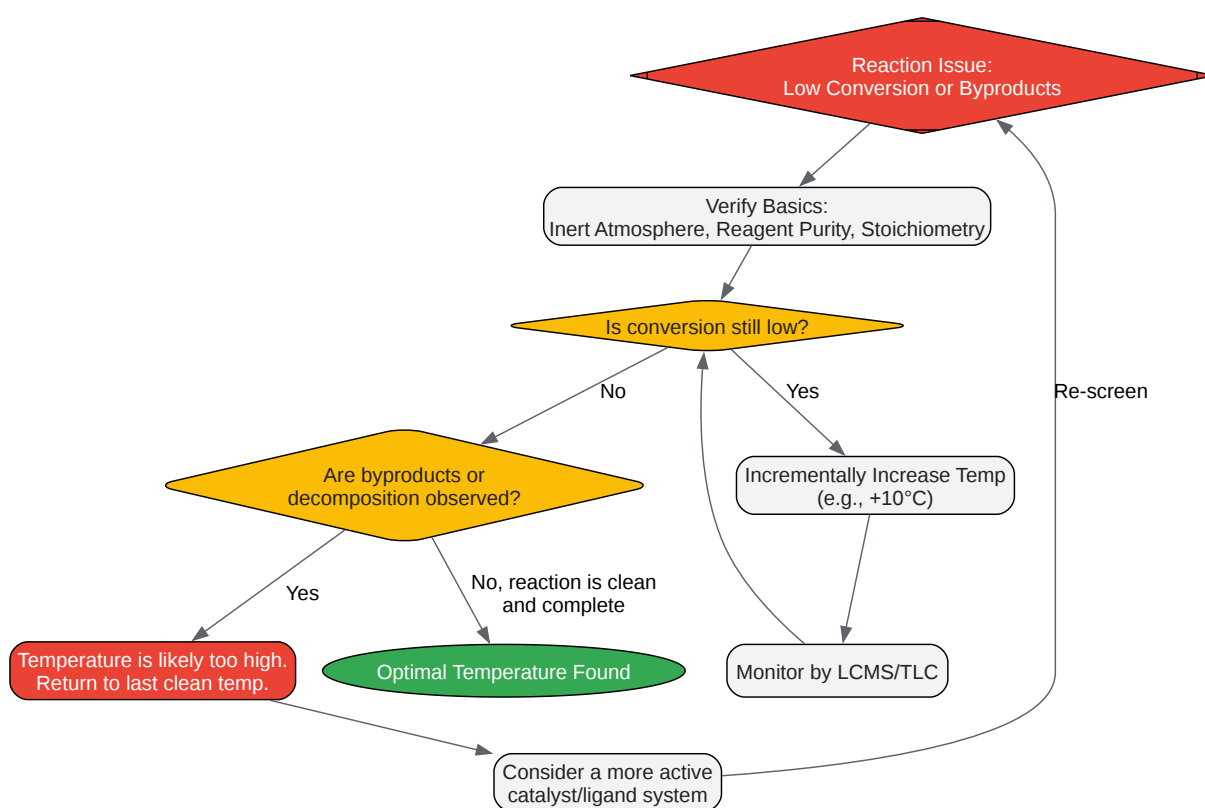 Reaction Issue:
Low Conversion or Byproducts
Verify Basics:
Inert Atmosphere, Reagent Purity, Stoichiometry
Is conversion still low?
No
Yes
Re-screen
Are byproducts or
decomposition observed?
Incrementally Increase Temp
(e.g., +10°C)
Yes
No, reaction is clean
and complete
Temperature is likely too high.
Return to last clean temp.
Optimal Temperature Found
Monitor by LCMS/TLC
Consider a more active
catalyst/ligand system